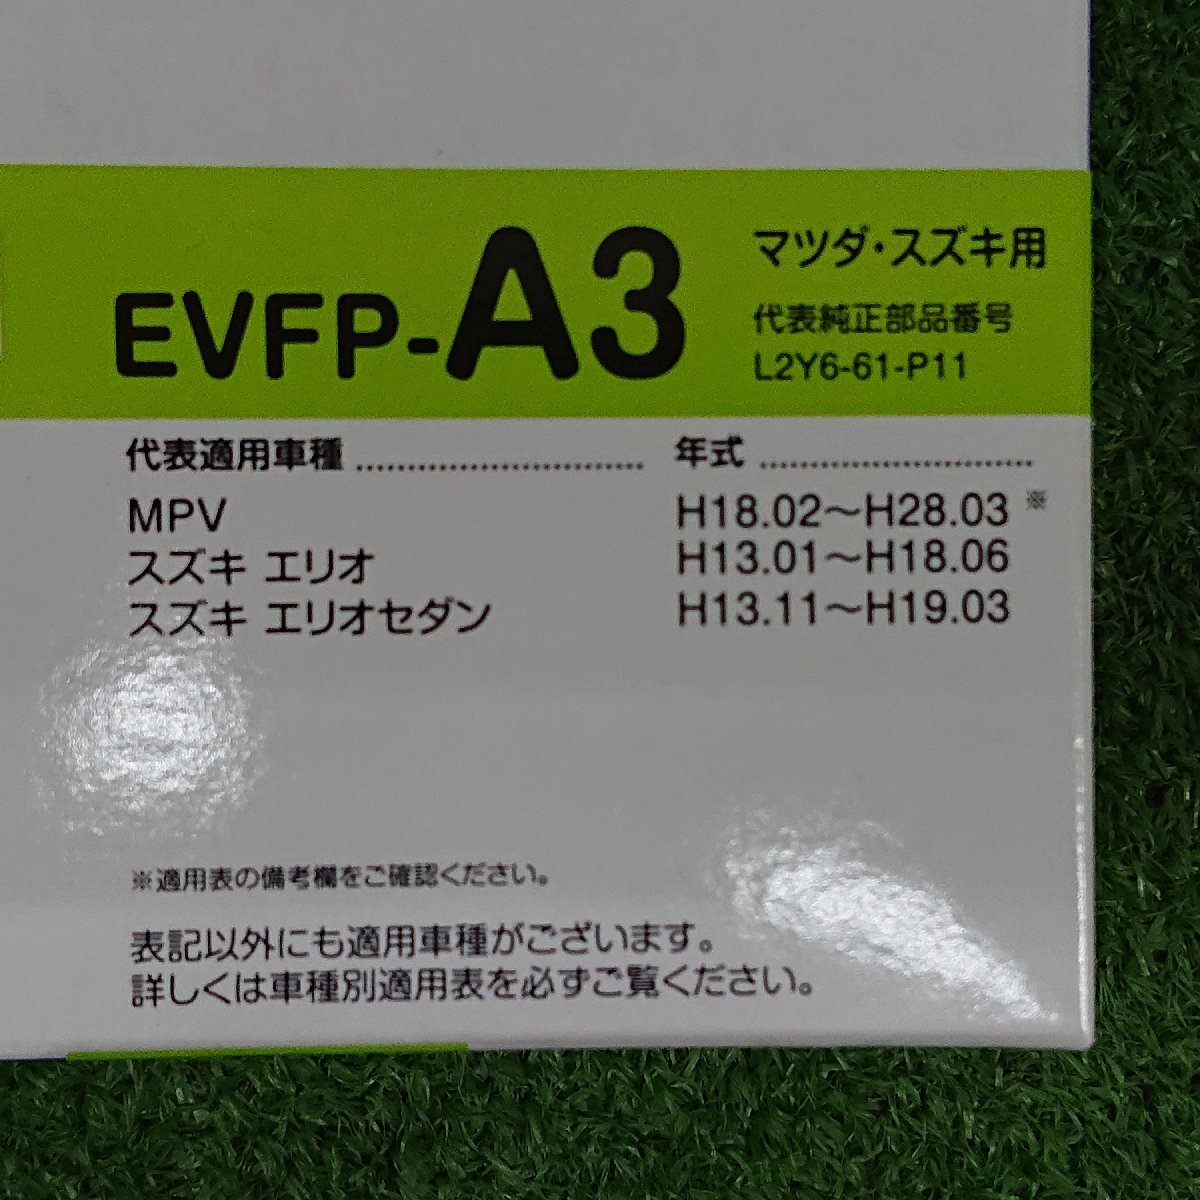 EVFP-A3
マツダ・スズキ用
代表純正部品番号
L2Y6-61-P11
代表適用車種 ............................ 年式 ............................
MPV H18.02〜H28.03 ※
スズキ エリオ H13.01〜H18.06
スズキ エリオセダン H13.11〜H19.03
※適用表の備考欄をご確認ください。
表記以外にも適用車種がございます。
詳しくは車種別適用表を必ずご覧ください。